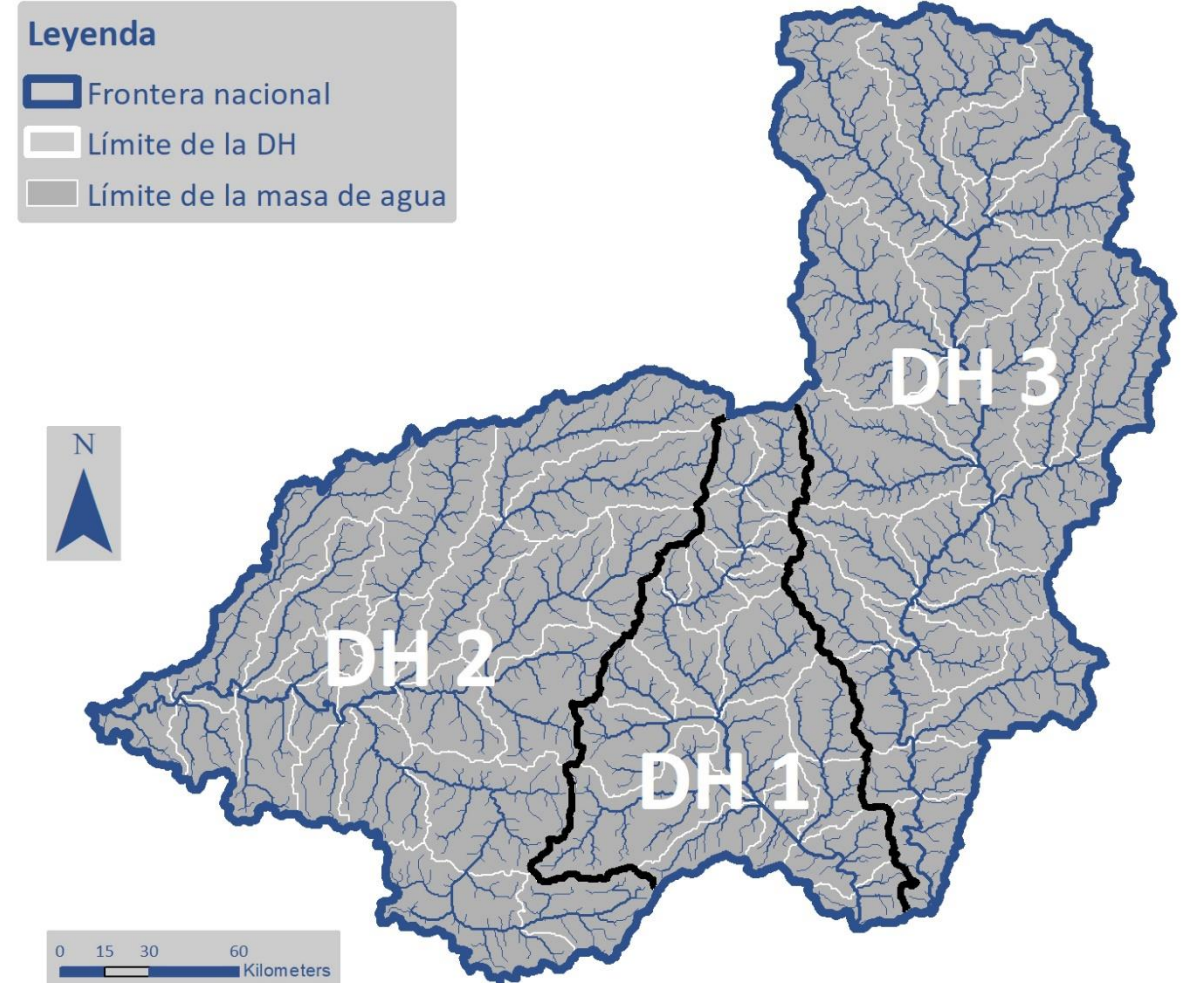 Leyenda
Frontera nacional
Límite de la DH
Límite de la masa de agua
DH 3
N
DH 2
DH 1
0 15 30 60
Kilometers